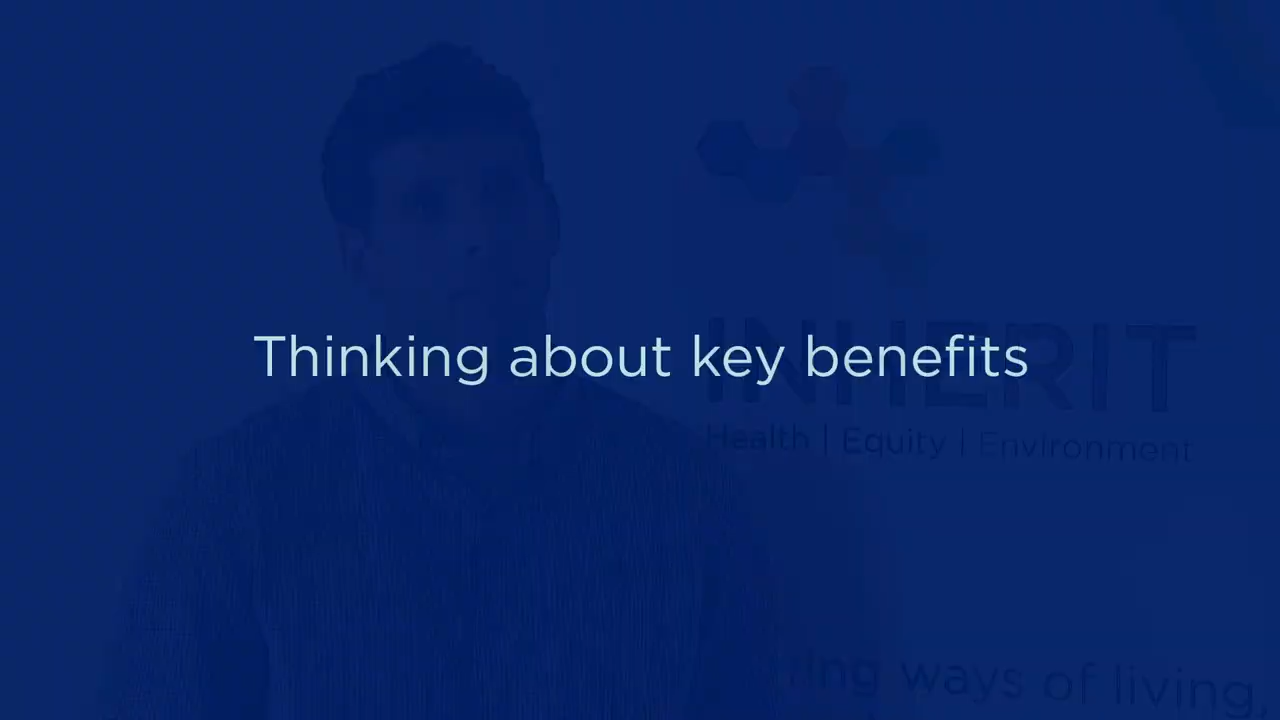 Thinking about key benefits
INHERIT
Health | Equity | Environment
ways of living,